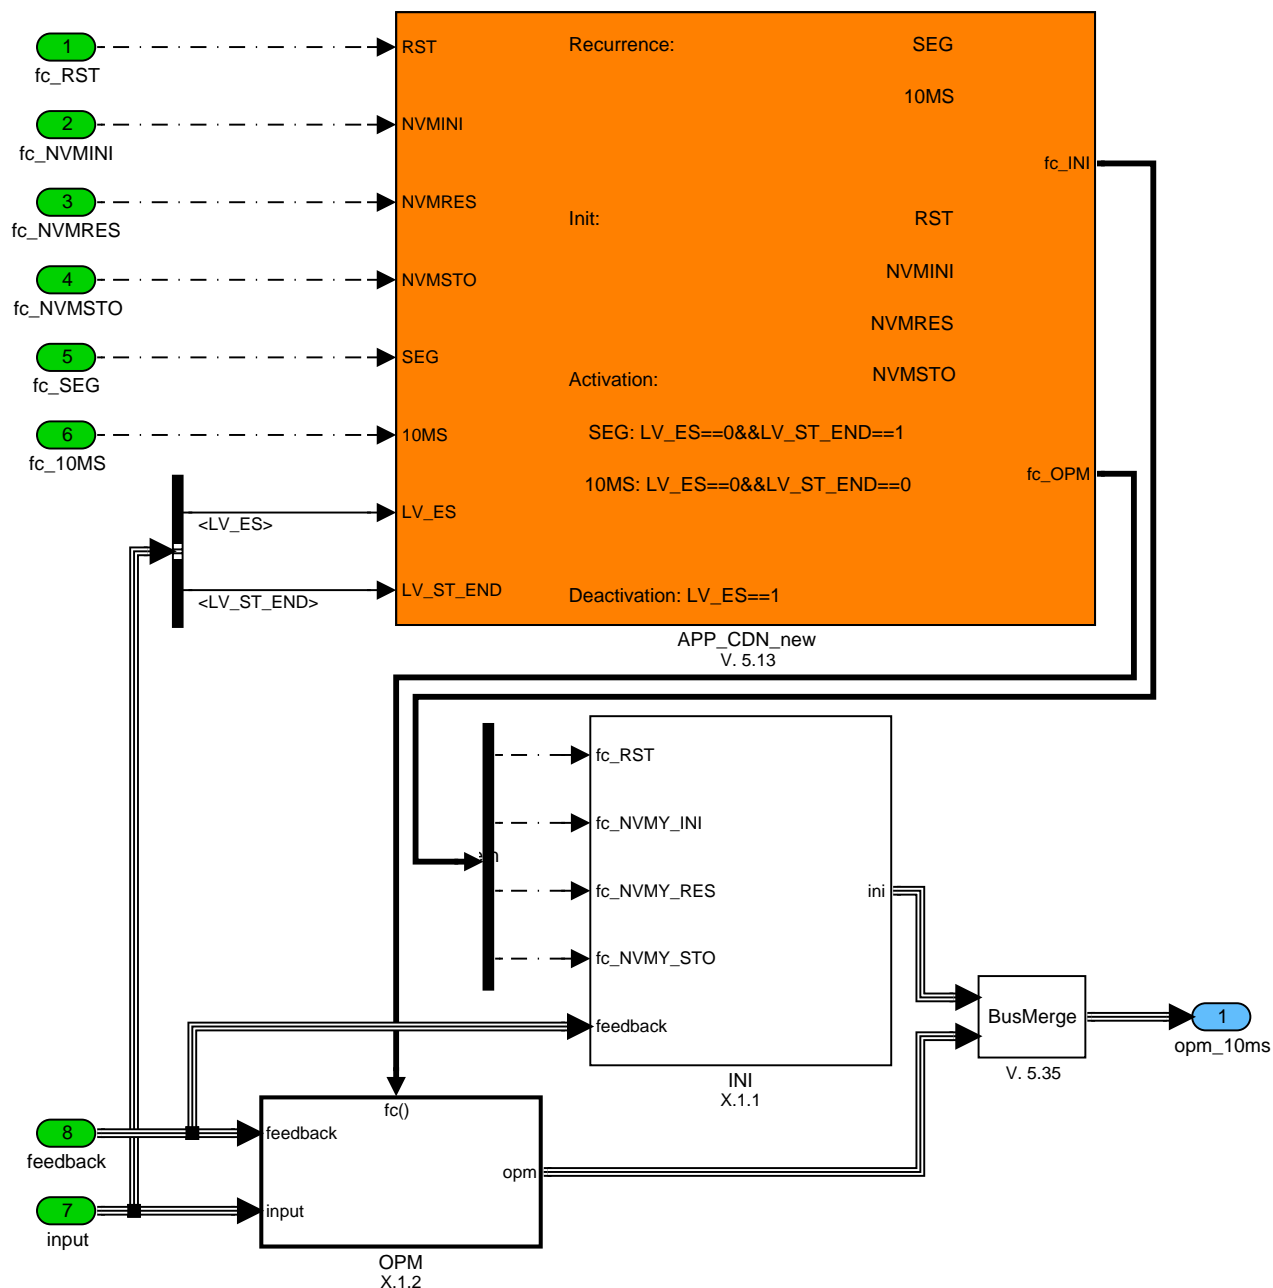 1
fc_RST
2
fc_NVMINI
3
fc_NVMRES
4
fc_NVMSTO
5
fc_SEG
6
fc_10MS
RST
NVMINI
NVMRES
NVMSTO
SEG
10MS
LV_ES
LV_ST_END
<LV_ES>
<LV_ST_END>
Recurrence: SEG
10MS
Init: RST
NVMINI
NVMRES
NVMSTO
Activation:
SEG: LV_ES==0&&LV_ST_END==1
10MS: LV_ES==0&&LV_ST_END==0
Deactivation: LV_ES==1
fc_INI
fc_OPM
APP_CDN_new
V. 5.13
fc_RST
fc_NVMY_INI
fc_NVMY_RES
fc_NVMY_STO
feedback
ini
INI
X.1.1
BusMerge
V. 5.35
1
opm_10ms
8
feedback
7
input
fc()
feedback
input
opm
OPM
X.1.2